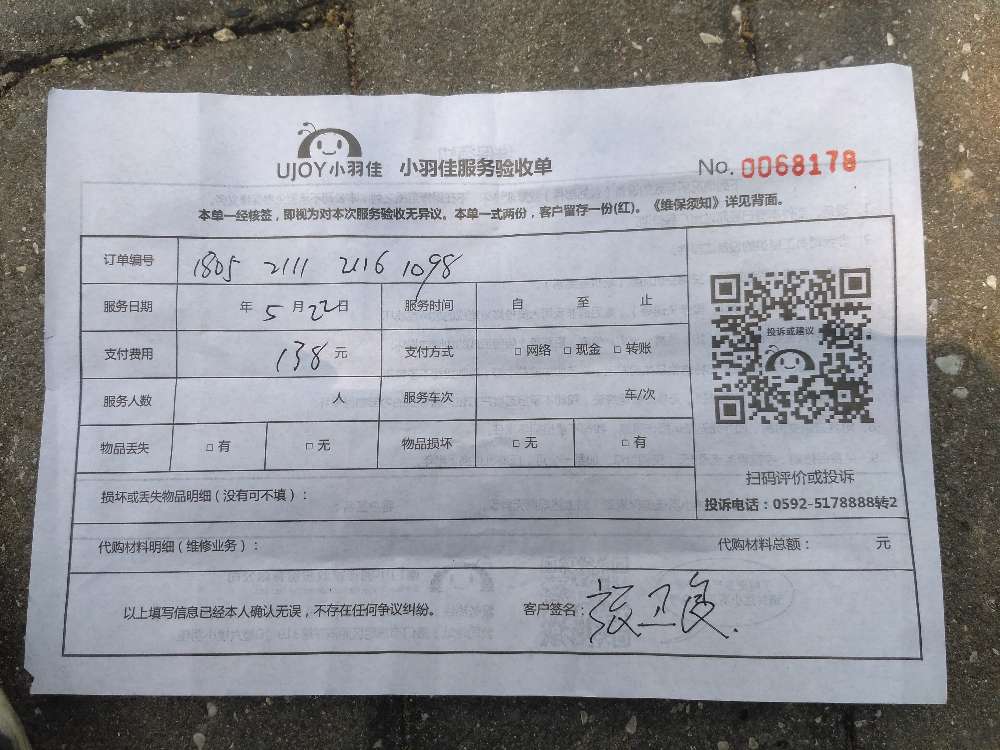 UJOY小羽佳 小羽佳服务验收单 No. 0068178
本单一经核签，即视为对本次服务验收无异议。本单一式两份，客户留存一份(红)。《维保须知》详见背面。
订单编号 1805 2111 2116 1098
服务日期 年 5 月 22 日 服务时间 自 至 止
支付费用 138 元 支付方式 □ 网络 □ 现金 □ 转账
投诉或建议
服务人数 人 服务车次 车/次
物品丢失 □ 有 □ 无 物品损坏 □ 无 □ 有
扫码评价或投诉
损坏或丢失物品明细（没有可不填）：
投诉电话：0592-5178888转2
代购材料明细（维修业务）： 代购材料总额： 元
以上填写信息已经本人确认无误，不存在任何争议纠纷。 客户签名：